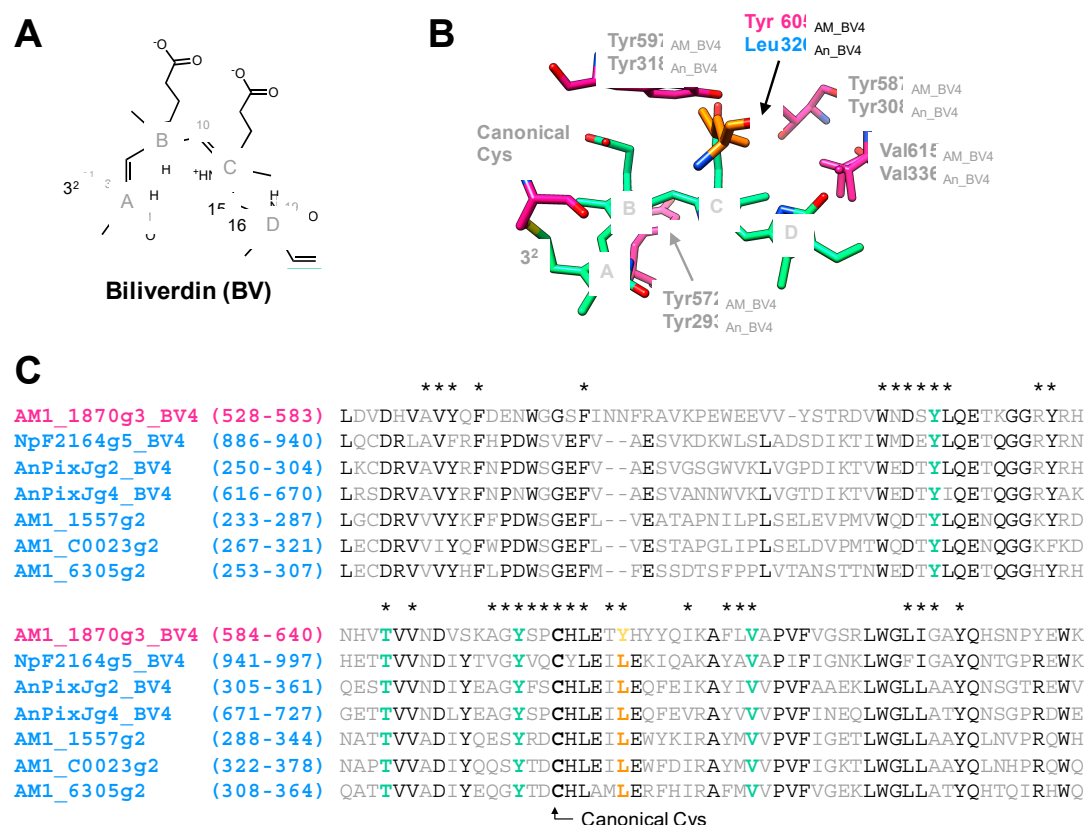 A
B
-O
O
-O
O
B
10
H
C
+HN
3²
A
H
H
N
15
16
D
O
Biliverdin (BV)
Tyr 605 AM_BV4
Leu320 An_BV4
Tyr597 AM_BV4
Tyr318 An_BV4
Tyr587 AM_BV4
Tyr308 An_BV4
Canonical
Cys
Val615 AM_BV4
Val336 An_BV4
B
C
D
3²
A
Tyr572 AM_BV4
Tyr293 An_BV4
C
*** * * ****** **
AM1_1870g3_BV4 (528-583) LDVDHVAVYQFDENWGGSFINNFRAVKPEWEEVV-YSTRDVWNDSYLQETKGGRYRH
NpF2164g5_BV4 (886-940) LQCDRLAVFRFHPDWSVEFV--AESVKDKWLSLADSDIKTIWMDEYLQETQGGRYRN
AnPixJg2_BV4 (250-304) LKCDRVAVYRFNPDWSGEFV--AESVGSGWVKLVGPDIKTVWEDTYLQETQGGRYRH
AnPixJg4_BV4 (616-670) LRSDRVAVYRFNPNWGGEFV--AESVANNWVKLVGTDIKTVWEDTYIQETQGGRYAK
AM1_1557g2 (233-287) LGCDRVVVYKFFPDWSGEFL--VEATAPNILPLSELEVPMVWQDTYLQENQGGKYRD
AM1_C0023g2 (267-321) LECDRVVIYQFWPDWSGEFL--VESTAPGLIPLSELDVPMTWQDTYLQENQGGKFKD
AM1_6305g2 (253-307) LECDRVVVYHFLPDWSGEFM--FESSDTSFPPLVTANSTTNWEDTYLQETQGGHYRH
* * ******** ** * *** *** *
AM1_1870g3_BV4 (584-640) NHVTVVNDVSKAGYSPCHLETYHYYQIKAFLVAPVFVGSRLWGLIGAYQHSNPYEWK
NpF2164g5_BV4 (941-997) HETTVVNDIYTVGYVQCYLEILEKIQAKAYAVAPIFIGNKLWGFIGAYQNTGPREWK
AnPixJg2_BV4 (305-361) QESTVVNDIYEAGYFSCHLEILEQFEIKAYIVVPVFAAEKLWGLLAAYQNSGTREWV
AnPixJg4_BV4 (671-727) GETTVVNDLYEAGYSPCHLEILEQFEVRAYVVVPVFINEQLWGLLATYQNSGPRDWE
AM1_1557g2 (288-344) NATTVVADIYQESYRDCHLEILEWYKIRAYMVVPVFIGETLWGLLAAYQLNVPRQWH
AM1_C0023g2 (322-378) NAPTVVADIYQQSYTDCHLEILEWFDIRAYMVVPVFIGKTLWGLLAAYQLNHPRQWQ
AM1_6305g2 (308-364) QATTVVADIYEQGYTDCHLAMLERFHIRAFMVVPVFVGEKLWGLLATYQHTQIRHWQ
Canonical Cys